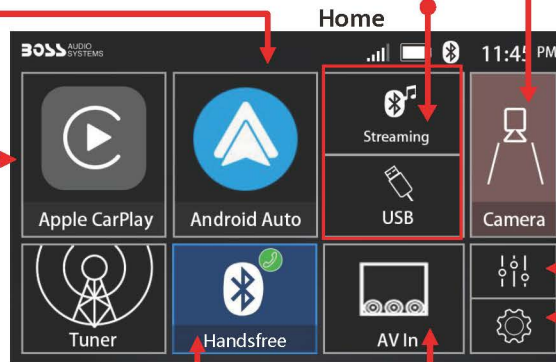 Home
BOSS AUDIO SYSTEMS
11:45 PM
Apple CarPlay
Android Auto
Streaming
USB
Camera
Tuner
Handsfree
AV In